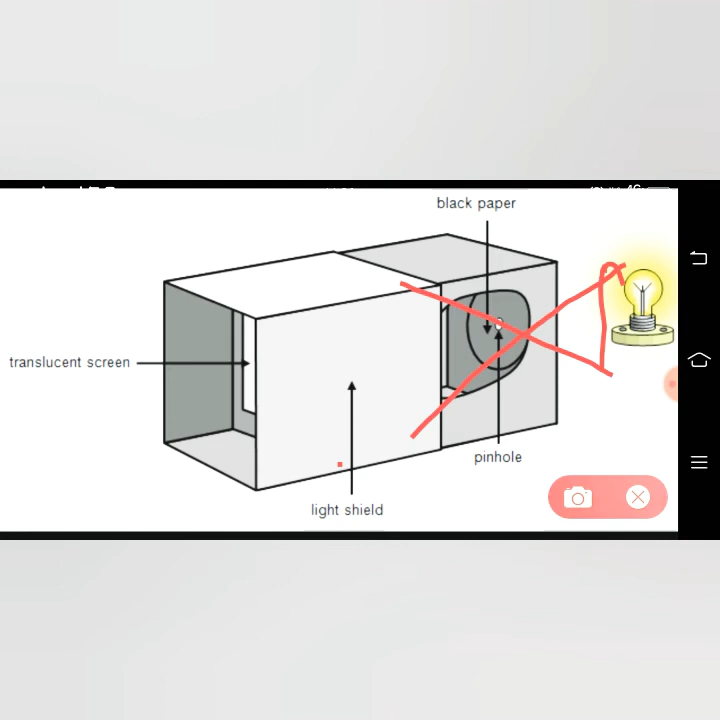 black paper
translucent screen
pinhole
light shield